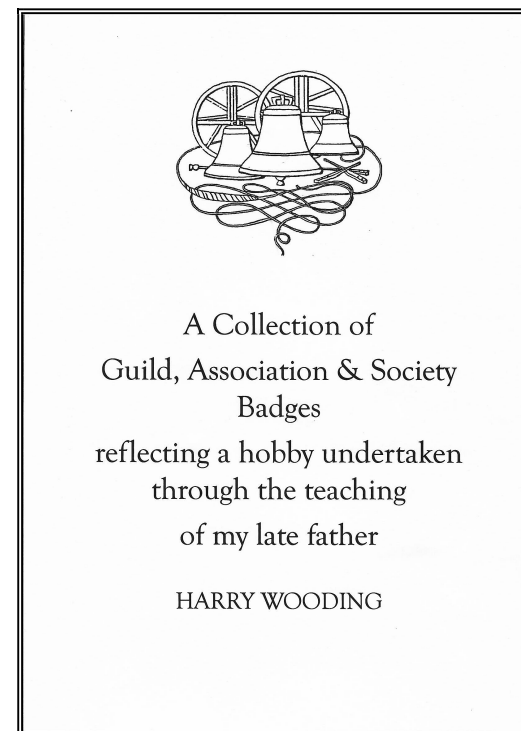 A Collection of
Guild, Association & Society
Badges
reflecting a hobby undertaken
through the teaching
of my late father
HARRY WOODING